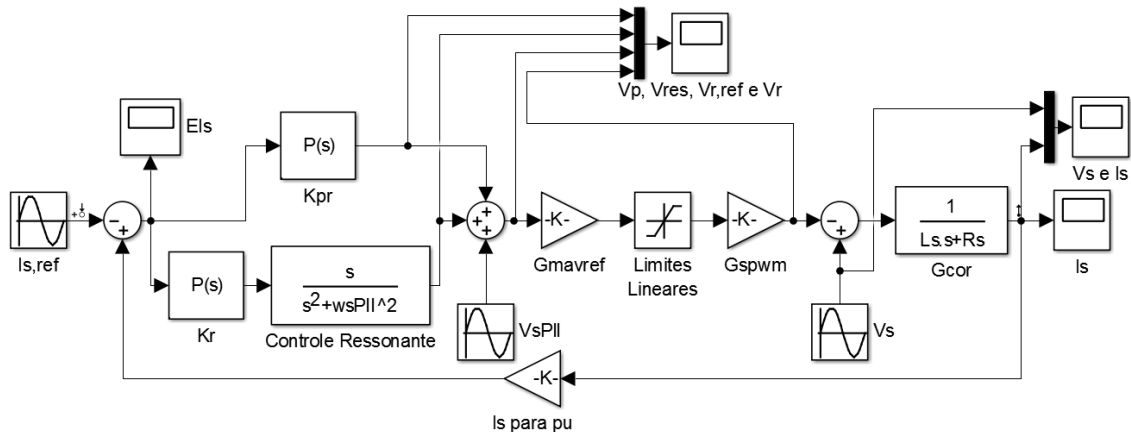 Vp, Vres, Vr,ref e Vr
EIs
P(s)
Kpr
Vs e Is
Is,ref
-K-
Gmavref
Limites
Lineares
-K-
Gspwm
1
Ls.s+Rs
Gcor
Is
P(s)
Kr
s
s^2+wsPll^2
Controle Ressonante
VsPll
Vs
-K-
Is para pu